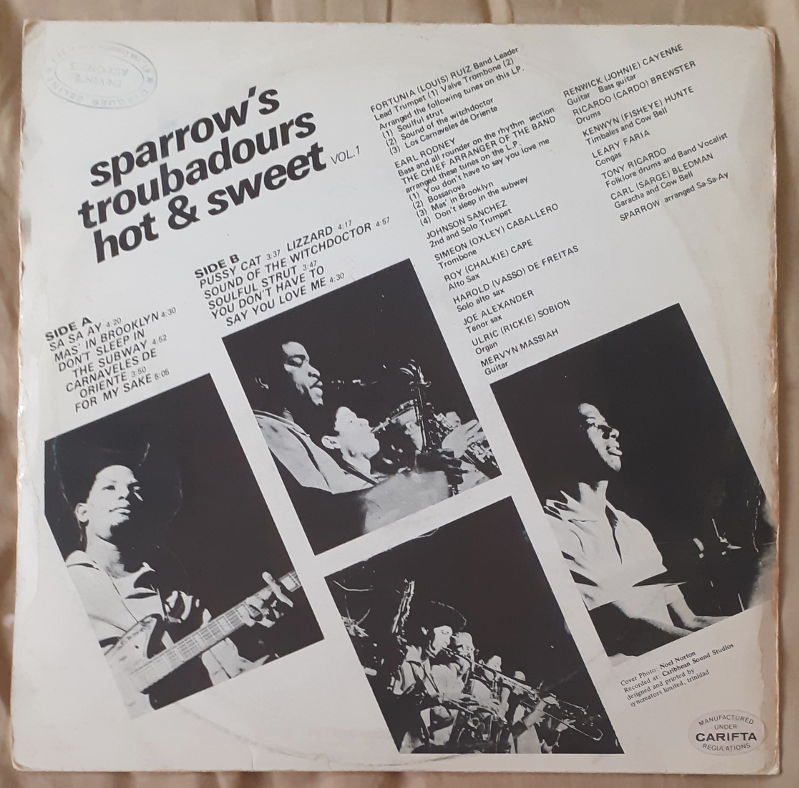 sparrow's
troubadours
hot & sweet VOL.1
SIDE A
SA SA AY 4:20
MAS' IN BROOKLYN 4:30
DON'T SLEEP IN
THE SUBWAY 4:52
CARNAVELES DE
ORIENTE 3:50
FOR MY SAKE 5:05
SIDE B
PUSSY CAT 3:37 LIZZARD 4:17
SOUND OF THE WITCHDOCTOR 4:57
SOULFUL STRUT 3:47
YOU DON'T HAVE TO
SAY YOU LOVE ME 4:30
FORTUNIA (LOUIS) RUIZ Band Leader
Lead Trumpet (1) Valve Trombone (2)
Arranged the following tunes on this LP.
(1) Soulful strut
(2) Sound of the witchdoctor
(3) Los Carnaveles de Oriente
EARL RODNEY
Bass and all rounder on the rhythm section
THE CHIEF ARRANGER OF THE BAND
arranged these tunes on the L.P.
(1) You don't have to say you love me
(2) Bossanova
(3) Mas' in Brooklyn
(4) Don't sleep in the subway
JOHNSON SANCHEZ
2nd and Solo Trumpet
SIMEON (OXLEY) CABALLERO
Trombone
ROY (CHALKIE) CAPE
Alto Sax
HAROLD (VASSO) DE FREITAS
Solo alto sax
JOE ALEXANDER
Tenor sax
ULRIC (RICKIE) SOBION
Organ
MERVYN MASSIAH
Guitar
RENWICK (JOHNIE) CAYENNE
Guitar Bass guitar
RICARDO (CARDO) BREWSTER
Drums
KENWYN (FISHEYE) HUNTE
Timbales and Cow Bell
LEARY FARIA
Congas
TONY RICARDO
Folklure drums and Band Vocalist
CARL (SARGE) BLEDMAN
Garacha and Cow Bell
SPARROW arranged Sa-Sa-Ay
Cover Photo: Noel Norton
Recorded at: Caribbean Sound Studios
designed and printed by
syncreators limited, trinidad
MANUFACTURED
UNDER
CARIFTA
REGULATIONS